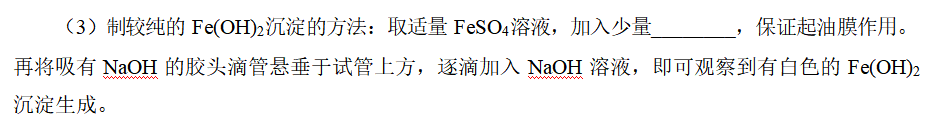 （3）制较纯的 Fe(OH)₂沉淀的方法：取适量 FeSO₄溶液，加入少量________，保证起油膜作用。
再将吸有 NaOH 的胶头滴管悬垂于试管上方，逐滴加入 NaOH 溶液，即可观察到有白色的 Fe(OH)₂
沉淀生成。